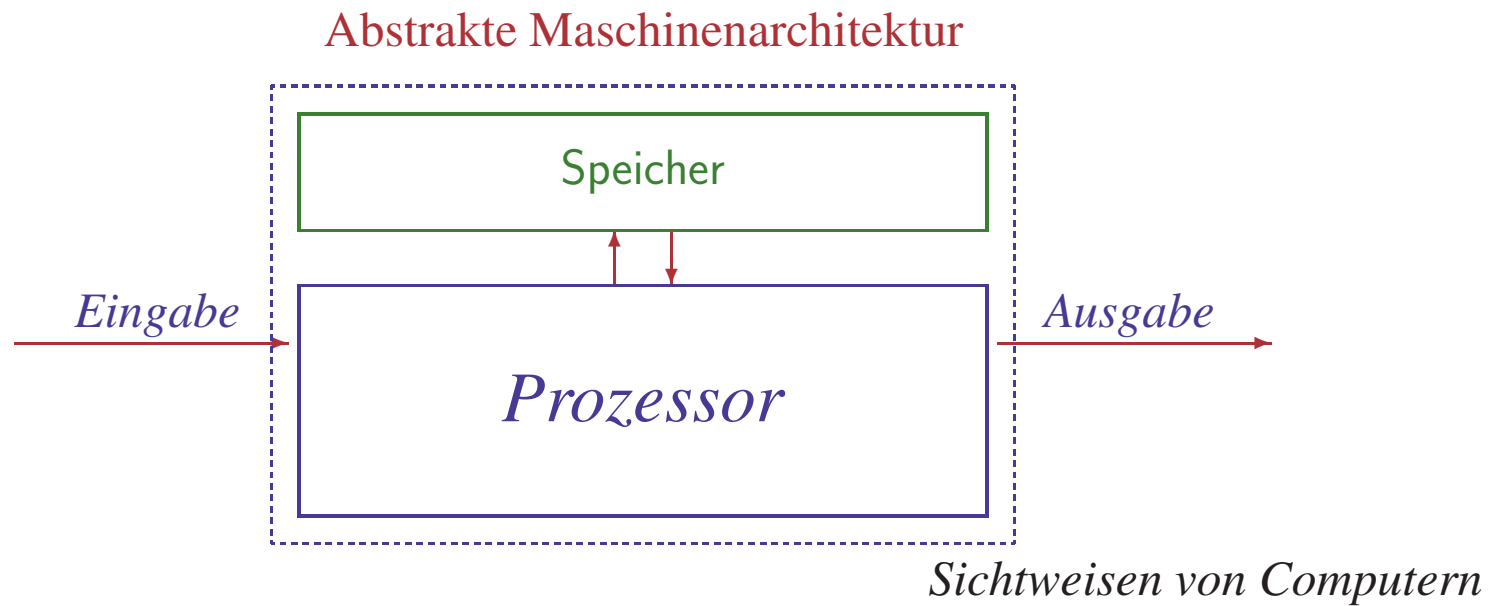 Abstrakte Maschinenarchitektur
Speicher
Eingabe
Ausgabe
Prozessor
Sichtweisen von Computern